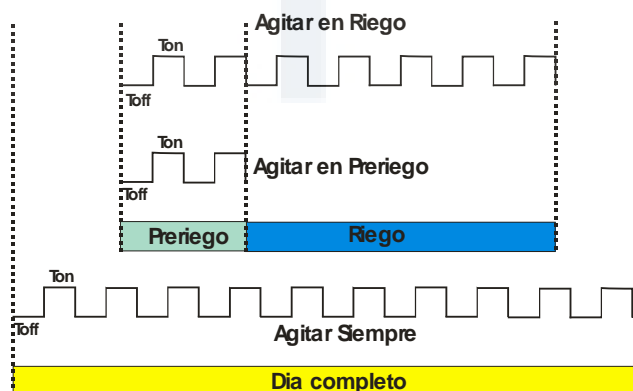 Agitar en Riego
Ton
Toff
Ton
Agitar en Preriego
Toff
Preriego
Riego
Ton
Toff
Agitar Siempre
Dia completo